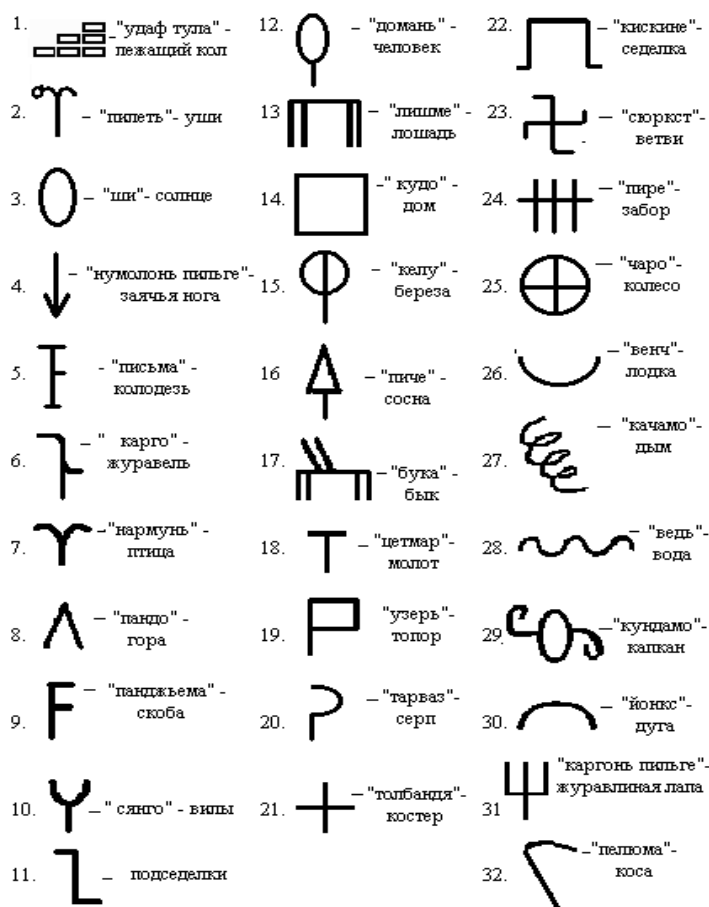 1. – "удаф тула" -
лежащий кол
2. – "пилеть"- уши
3. – "ши"- солнце
4. – "нумолонь пильге"-
заячья нога
5. - "письма" -
колодезь
6. – " карго" -
журавель
7. – "нармунь" -
птица
8. – "пандо" -
гора
9. – "панджьема" -
скоба
10. – " сянго" - вилы
11. – подседелки
12. – "домань" -
человек
13 – "лишме" -
лошадь
14. –" кудо" -
дом
15. – "келу" -
береза
16 – "пиче" -
сосна
17. – "бука" -
бык
18. – "цетмар"-
молот
19. – "узерь" -
топор
20. – "тарваз" -
серп
21. – "толбандя"-
костер
22. – "кискине" -
седелка
23. – "сюркст" -
ветви
24. – "пире" -
забор
25. – "чаро" -
колесо
26. – "венч"-
лодка
27. – "качамо" -
дым
28. – "ведь" -
вода
29. – "кундамо"-
капкан
30. – "йонкс"-
дуга
31 "каргонь пильге"-
журавлиная лапа
32. – "пелюма"-
коса